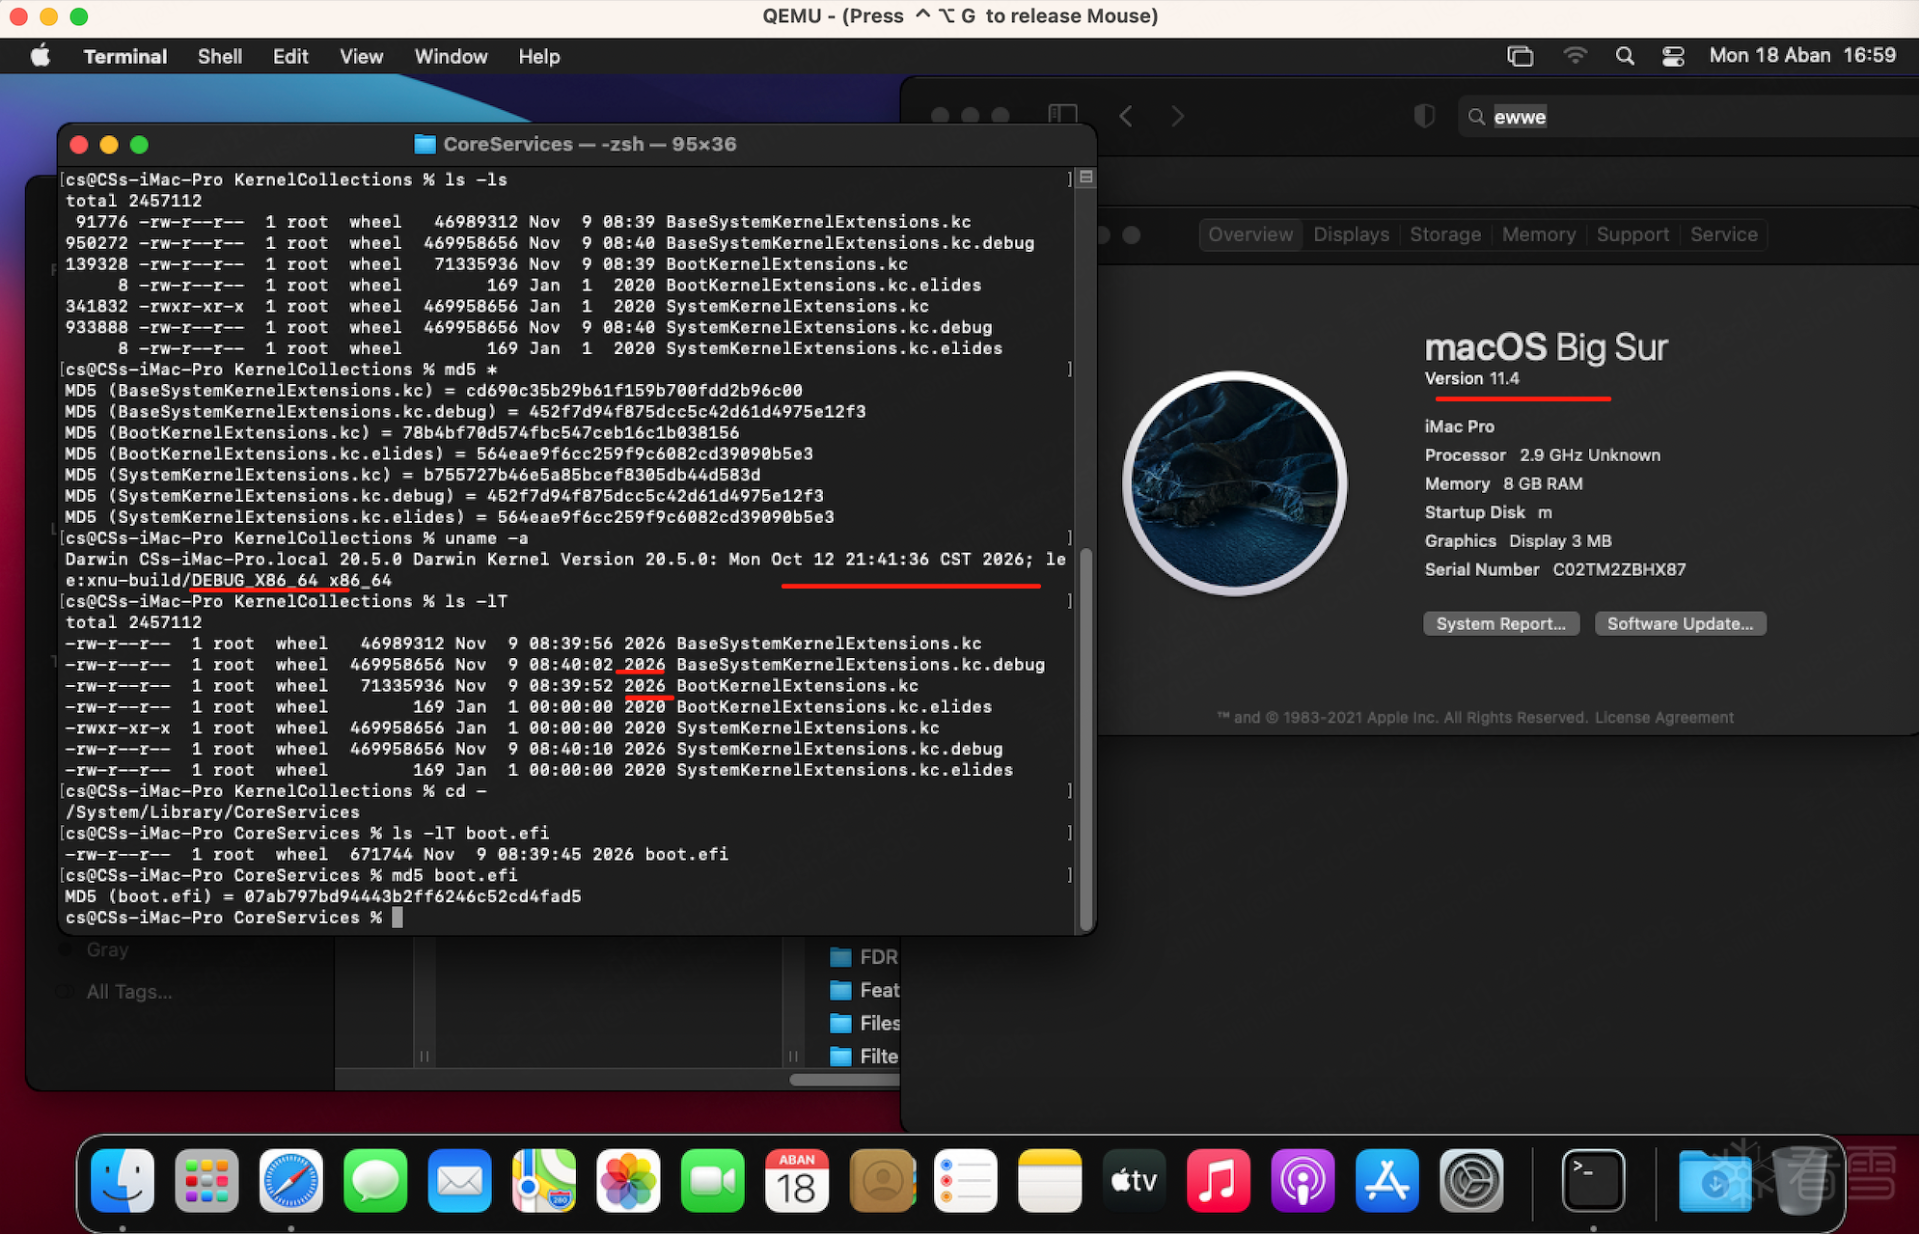 QEMU - (Press ⌃⌥G to release Mouse)
Terminal Shell Edit View Window Help
Mon 18 Aban 16:59
ewwe
CoreServices — -zsh — 95×36
[cs@CSs-iMac-Pro KernelCollections % ls -ls ]
total 2457112
91776 -rw-r--r-- 1 root wheel 46989312 Nov 9 08:39 BaseSystemKernelExtensions.kc
950272 -rw-r--r-- 1 root wheel 469958656 Nov 9 08:40 BaseSystemKernelExtensions.kc.debug
139328 -rw-r--r-- 1 root wheel 71335936 Nov 9 08:39 BootKernelExtensions.kc
8 -rw-r--r-- 1 root wheel 169 Jan 1 2020 BootKernelExtensions.kc.elides
341832 -rwxr-xr-x 1 root wheel 469958656 Jan 1 2020 SystemKernelExtensions.kc
933888 -rw-r--r-- 1 root wheel 469958656 Nov 9 08:40 SystemKernelExtensions.kc.debug
8 -rw-r--r-- 1 root wheel 169 Jan 1 2020 SystemKernelExtensions.kc.elides
[cs@CSs-iMac-Pro KernelCollections % md5 * ]
MD5 (BaseSystemKernelExtensions.kc) = cd690c35b29b61f159b700fdd2b96c00
MD5 (BaseSystemKernelExtensions.kc.debug) = 452f7d94f875dcc5c42d61d4975e12f3
MD5 (BootKernelExtensions.kc) = 78b4bf70d574fbc547ceb16c1b038156
MD5 (BootKernelExtensions.kc.elides) = 564eae9f6cc259f9c6082cd39090b5e3
MD5 (SystemKernelExtensions.kc) = b755727b46e5a85bcef8305db44d583d
MD5 (SystemKernelExtensions.kc.debug) = 452f7d94f875dcc5c42d61d4975e12f3
MD5 (SystemKernelExtensions.kc.elides) = 564eae9f6cc259f9c6082cd39090b5e3
[cs@CSs-iMac-Pro KernelCollections % uname -a ]
Darwin CSs-iMac-Pro.local 20.5.0 Darwin Kernel Version 20.5.0: Mon Oct 12 21:41:36 CST 2026; le
e:xnu-build/DEBUG_X86_64 x86_64
[cs@CSs-iMac-Pro KernelCollections % ls -lT ]
total 2457112
-rw-r--r-- 1 root wheel 46989312 Nov 9 08:39:56 2026 BaseSystemKernelExtensions.kc
-rw-r--r-- 1 root wheel 469958656 Nov 9 08:40:02 2026 BaseSystemKernelExtensions.kc.debug
-rw-r--r-- 1 root wheel 71335936 Nov 9 08:39:52 2026 BootKernelExtensions.kc
-rw-r--r-- 1 root wheel 169 Jan 1 00:00:00 2020 BootKernelExtensions.kc.elides
-rwxr-xr-x 1 root wheel 469958656 Jan 1 00:00:00 2020 SystemKernelExtensions.kc
-rw-r--r-- 1 root wheel 469958656 Nov 9 08:40:10 2026 SystemKernelExtensions.kc.debug
-rw-r--r-- 1 root wheel 169 Jan 1 00:00:00 2020 SystemKernelExtensions.kc.elides
[cs@CSs-iMac-Pro KernelCollections % cd - ]
/System/Library/CoreServices
[cs@CSs-iMac-Pro CoreServices % ls -lT boot.efi ]
-rw-r--r-- 1 root wheel 671744 Nov 9 08:39:45 2026 boot.efi
[cs@CSs-iMac-Pro CoreServices % md5 boot.efi ]
MD5 (boot.efi) = 07ab797bd94443b2ff6246c52cd4fad5
cs@CSs-iMac-Pro CoreServices %
Overview Displays Storage Memory Support Service
macOS Big Sur
Version 11.4
iMac Pro
Processor 2.9 GHz Unknown
Memory 8 GB RAM
Startup Disk m
Graphics Display 3 MB
Serial Number C02TM2ZBHX87
System Report... Software Update...
™ and © 1983-2021 Apple Inc. All Rights Reserved. License Agreement
Gray
All Tags...
FDR
Feat
Files
Filte
ABAN
18
280
tv
>_
看雪